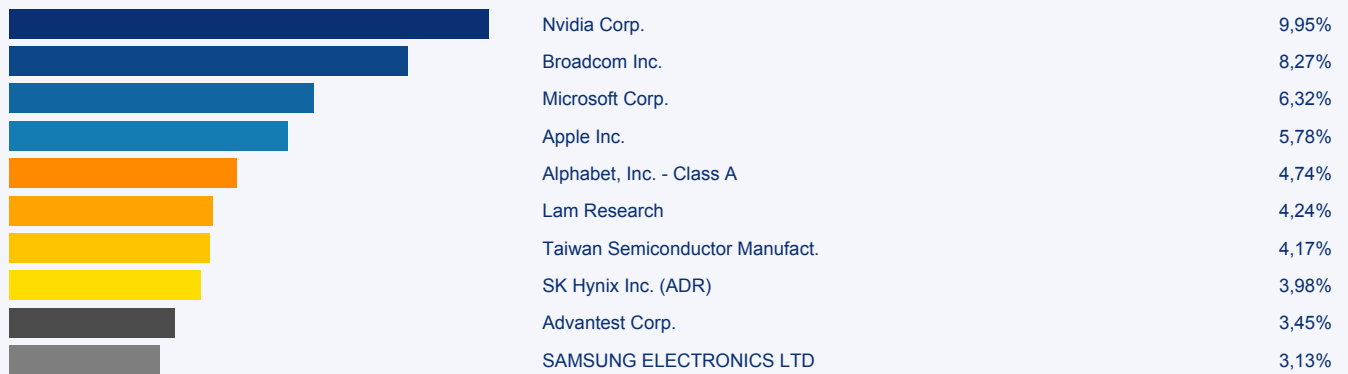 Nvidia Corp. 9,95%
Broadcom Inc. 8,27%
Microsoft Corp. 6,32%
Apple Inc. 5,78%
Alphabet, Inc. - Class A 4,74%
Lam Research 4,24%
Taiwan Semiconductor Manufact. 4,17%
SK Hynix Inc. (ADR) 3,98%
Advantest Corp. 3,45%
SAMSUNG ELECTRONICS LTD 3,13%